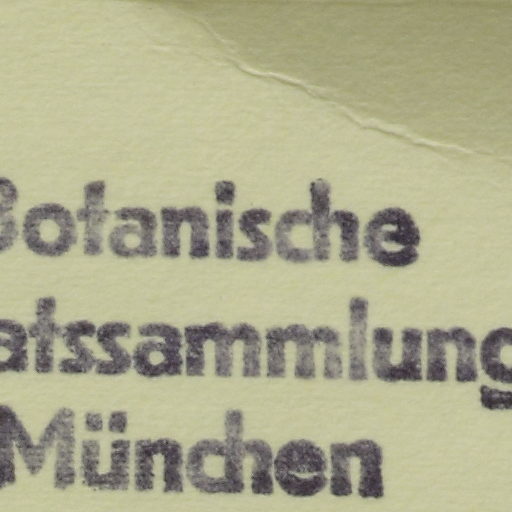 Botanische
atssammlung
München